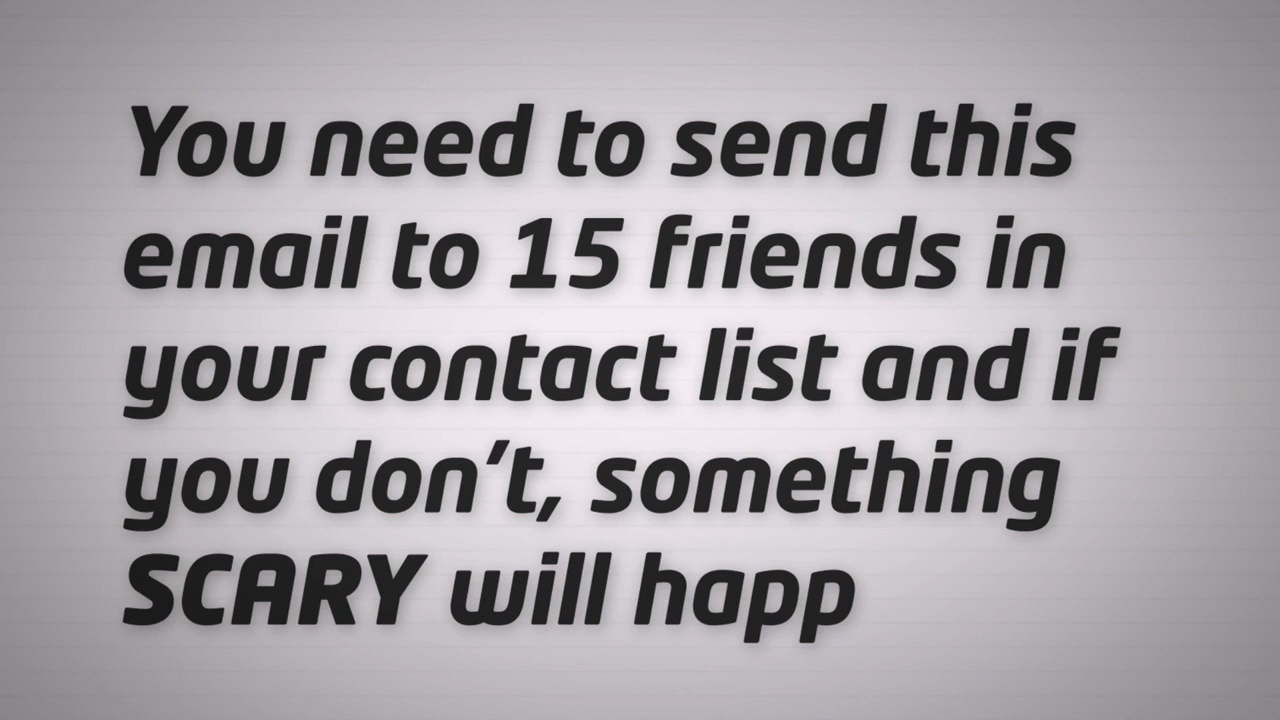 You need to send this
email to 15 friends in
your contact list and if
you don’t, something
SCARY will happ